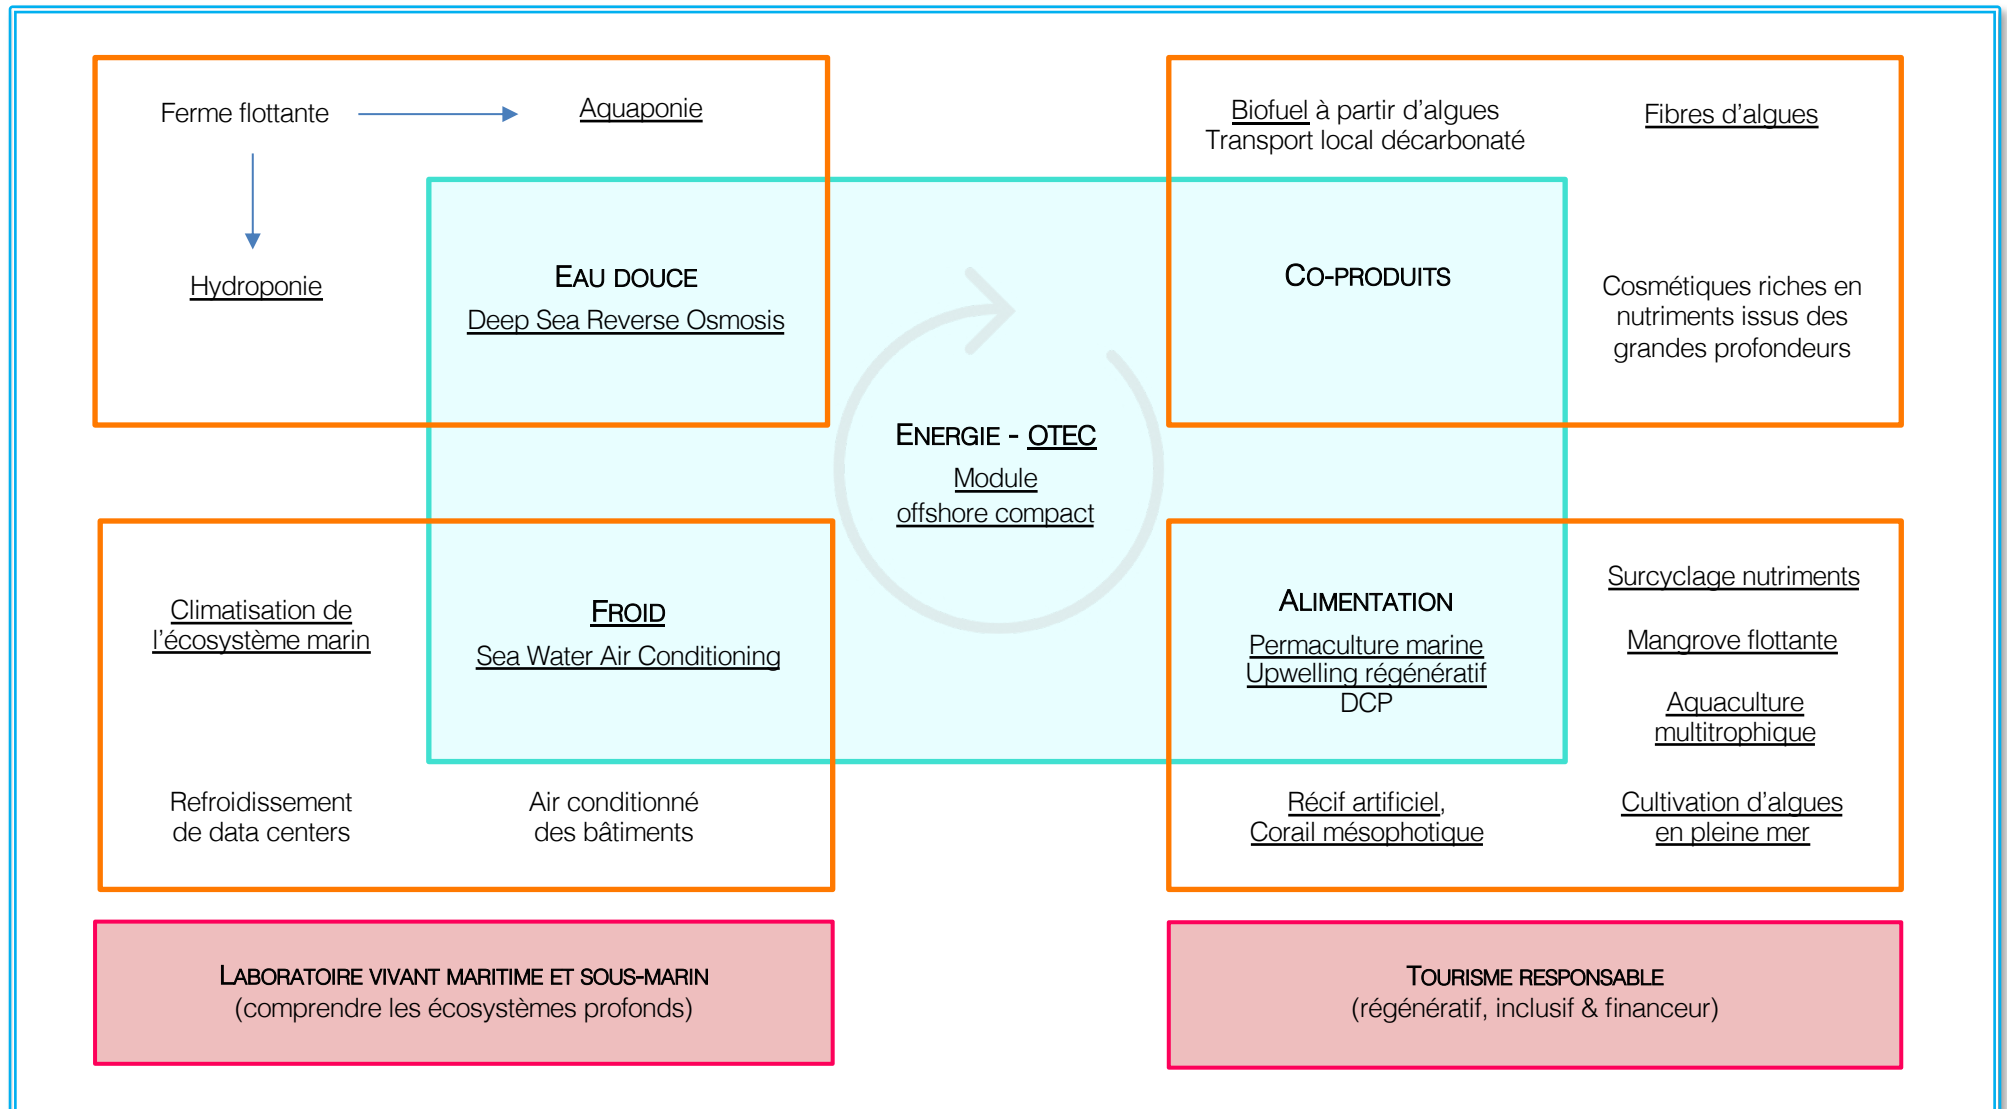 Ferme flottante
Aquaponie
Hydroponie
EAU DOUCE
Deep Sea Reverse Osmosis
Biofuel à partir d’algues
Transport local décarbonaté
Fibres d’algues
CO-PRODUITS
Cosmétiques riches en
nutriments issus des
grandes profondeurs
ENERGIE - OTEC
Module
offshore compact
Climatisation de
l’écosystème marin
FROID
Sea Water Air Conditioning
Refroidissement
de data centers
Air conditionné
des bâtiments
ALIMENTATION
Permaculture marine
Upwelling régénératif
DCP
Surcyclage nutriments
Mangrove flottante
Aquaculture
multitrophique
Récif artificiel,
Corail mésophotique
Cultivation d’algues
en pleine mer
LABORATOIRE VIVANT MARITIME ET SOUS-MARIN
(comprendre les écosystèmes profonds)
TOURISME RESPONSABLE
(régénératif, inclusif & financeur)